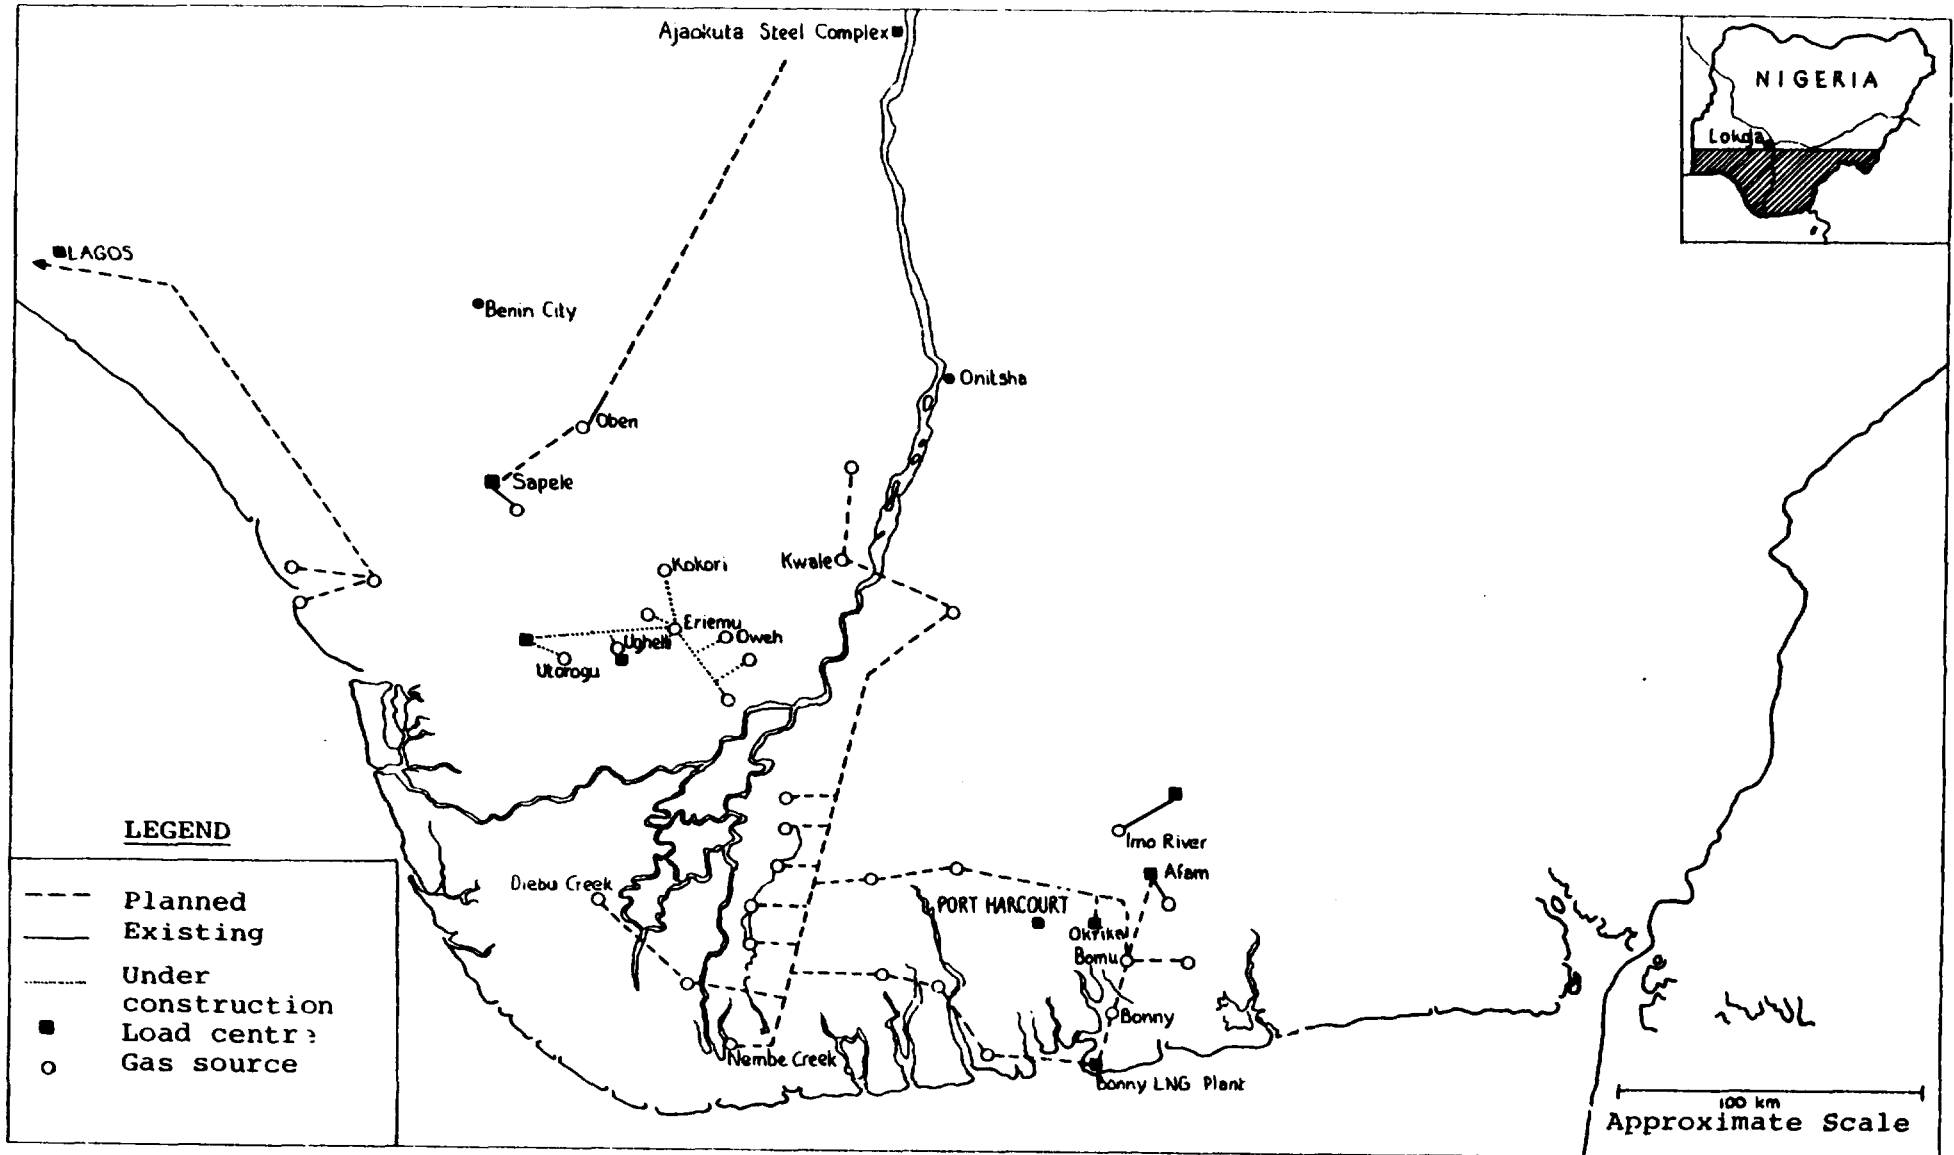 Ajaokuta Steel Complex
NIGERIA
Lokoja
LAGOS
Benin City
Onitsha
Oben
Sapele
Kokori
Kwale
Eriemu
Ughelli
Oweh
Utorogu
Imo River
Afam
Diebu Creek
PORT HARCOURT
Okrika
Bomu
Bonny
Nembe Creek
Bonny LNG Plant
LEGEND
Planned
Existing
Under
construction
Load centre
Gas source
100 km
Approximate Scale